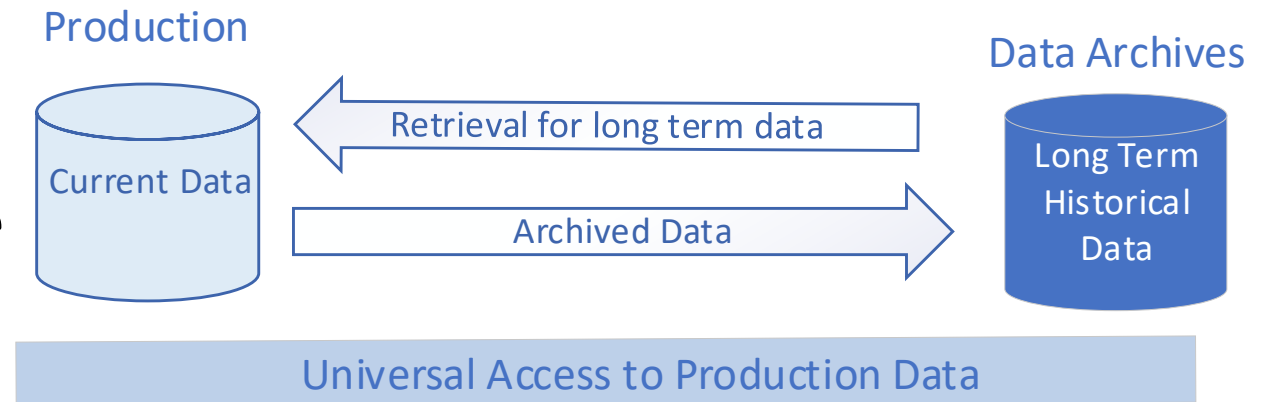 Production
Data Archives
Retrieval for long term data
Current Data
Archived Data
Long Term
Historical
Data
Universal Access to Production Data